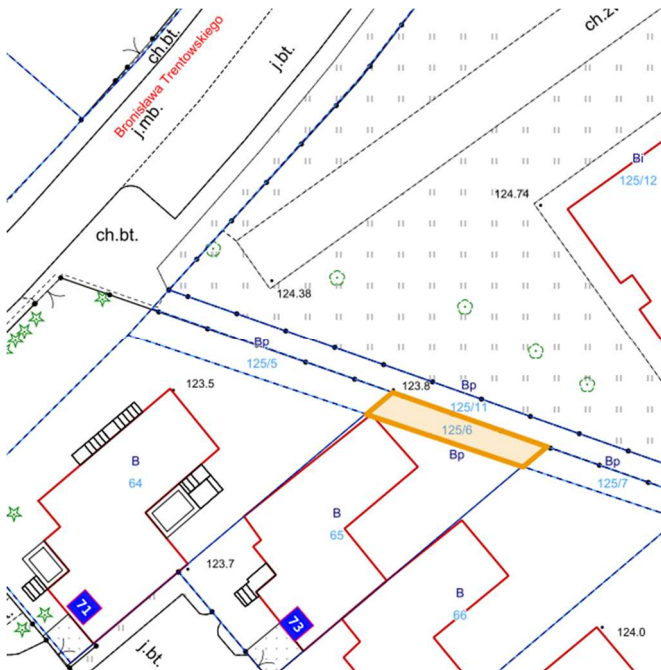 ch.bt.
Bronisława Trentowskiego
j.mb.
j.bt.
Bi
125/12
124.74
ch.bt.
124.38
Bp
125/5
123.8
Bp
125/11
125/6
Bp
Bp
125/7
123.5
B
64
B
65
123.7
B
66
71
73
124.0
j.bt.